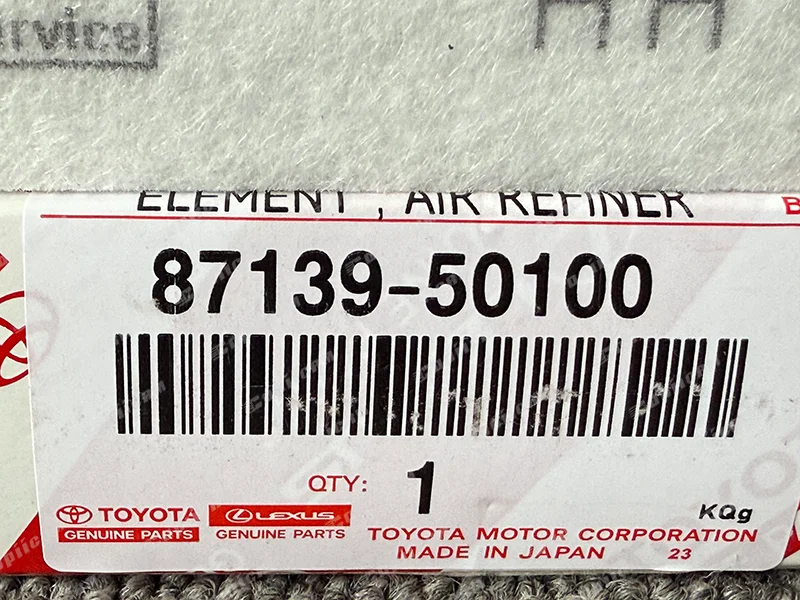 ELEMENT , AIR REFINER
87139-50100
QTY: 1
TOYOTA
GENUINE PARTS
LEXUS
GENUINE PARTS
KQg
TOYOTA MOTOR CORPORATION
MADE IN JAPAN 23